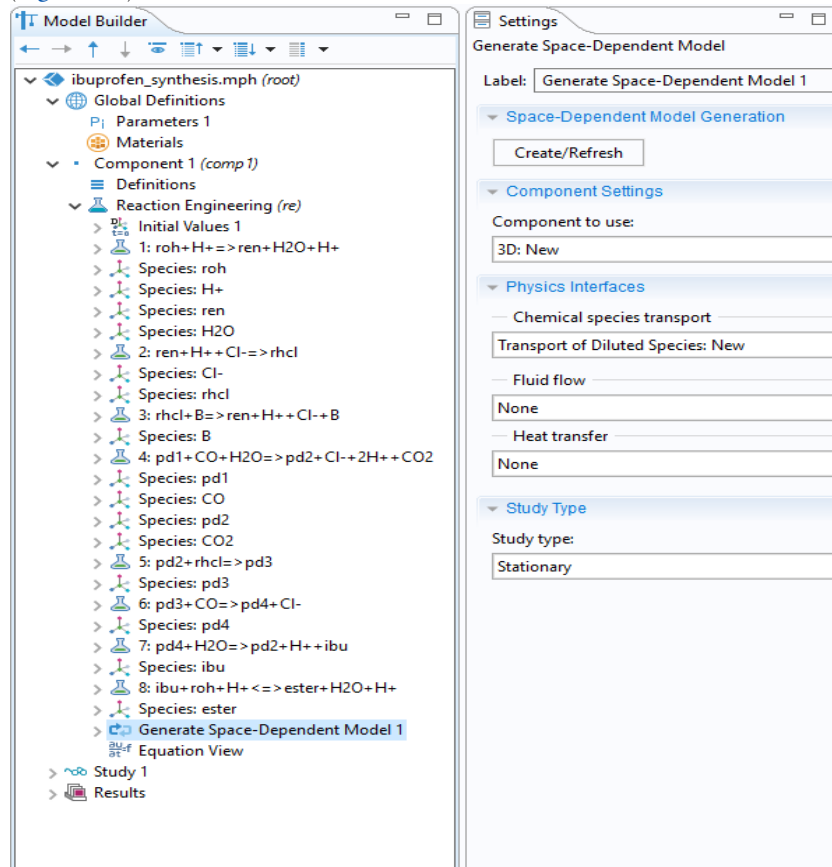 Model Builder
ibuprofen_synthesis.mph (root)
Global Definitions
Pi Parameters 1
Materials
Component 1 (comp1)
Definitions
Reaction Engineering (re)
Initial Values 1
1: roh+H+=>ren+H2O+H+
Species: roh
Species: H+
Species: ren
Species: H2O
2: ren+H++Cl-=>rhcl
Species: Cl-
Species: rhcl
3: rhcl+B=>ren+H++Cl-+B
Species: B
4: pd1+CO+H2O=>pd2+Cl-+2H++CO2
Species: pd1
Species: CO
Species: pd2
Species: CO2
5: pd2+rhcl=>pd3
Species: pd3
6: pd3+CO=>pd4+Cl-
Species: pd4
7: pd4+H2O=>pd2+H++ibu
Species: ibu
8: ibu+roh+H+<=>ester+H2O+H+
Species: ester
Generate Space-Dependent Model 1
Equation View
Study 1
Results
Settings
Generate Space-Dependent Model
Label: Generate Space-Dependent Model 1
Space-Dependent Model Generation
Create/Refresh
Component Settings
Component to use:
3D: New
Physics Interfaces
Chemical species transport
Transport of Diluted Species: New
Fluid flow
None
Heat transfer
None
Study Type
Study type:
Stationary